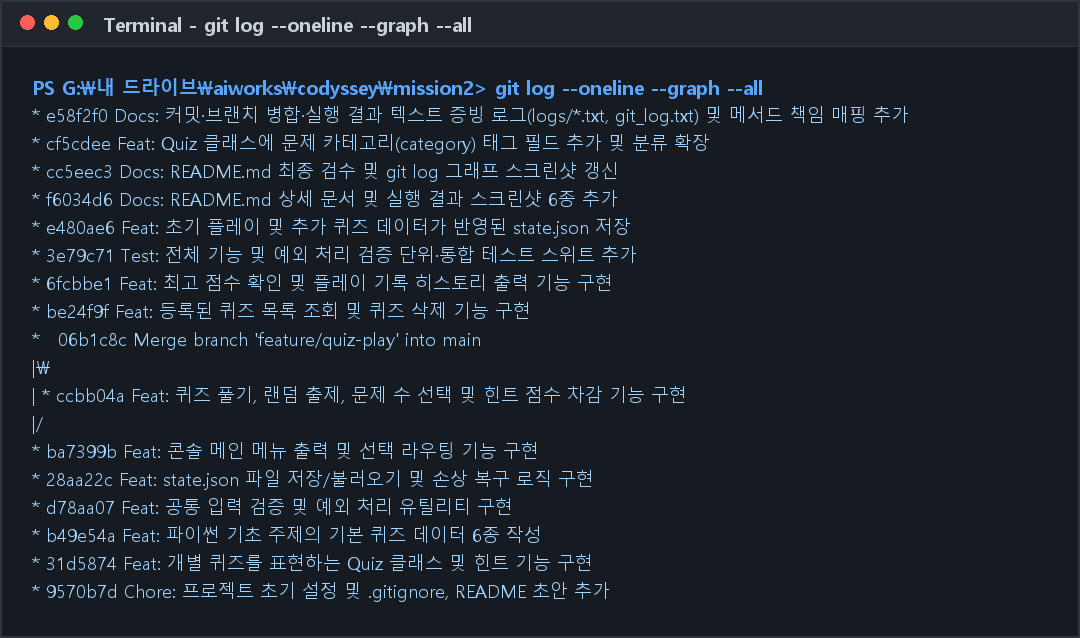 Terminal - git log --oneline --graph --all
PS G:₩내 드라이브₩aiworks₩codyssey₩mission2> git log --oneline --graph --all
* e58f2f0 Docs: 커밋·브랜치 병합·실행 결과 텍스트 증빙 로그(logs/*.txt, git_log.txt) 및 메서드 책임 매핑 추가
* cf5cdee Feat: Quiz 클래스에 문제 카테고리(category) 태그 필드 추가 및 분류 확장
* cc5eec3 Docs: README.md 최종 검수 및 git log 그래프 스크린샷 갱신
* f6034d6 Docs: README.md 상세 문서 및 실행 결과 스크린샷 6종 추가
* e480ae6 Feat: 초기 플레이 및 추가 퀴즈 데이터가 반영된 state.json 저장
* 3e79c71 Test: 전체 기능 및 예외 처리 검증 단위·통합 테스트 스위트 추가
* 6fcbbe1 Feat: 최고 점수 확인 및 플레이 기록 히스토리 출력 기능 구현
* be24f9f Feat: 등록된 퀴즈 목록 조회 및 퀴즈 삭제 기능 구현
*   06b1c8c Merge branch 'feature/quiz-play' into main
|₩
| * ccbb04a Feat: 퀴즈 풀기, 랜덤 출제, 문제 수 선택 및 힌트 점수 차감 기능 구현
|/
* ba7399b Feat: 콘솔 메인 메뉴 출력 및 선택 라우팅 기능 구현
* 28aa22c Feat: state.json 파일 저장/불러오기 및 손상 복구 로직 구현
* d78aa07 Feat: 공통 입력 검증 및 예외 처리 유틸리티 구현
* b49e54a Feat: 파이썬 기초 주제의 기본 퀴즈 데이터 6종 작성
* 31d5874 Feat: 개별 퀴즈를 표현하는 Quiz 클래스 및 힌트 기능 구현
* 9570b7d Chore: 프로젝트 초기 설정 및 .gitignore, README 초안 추가